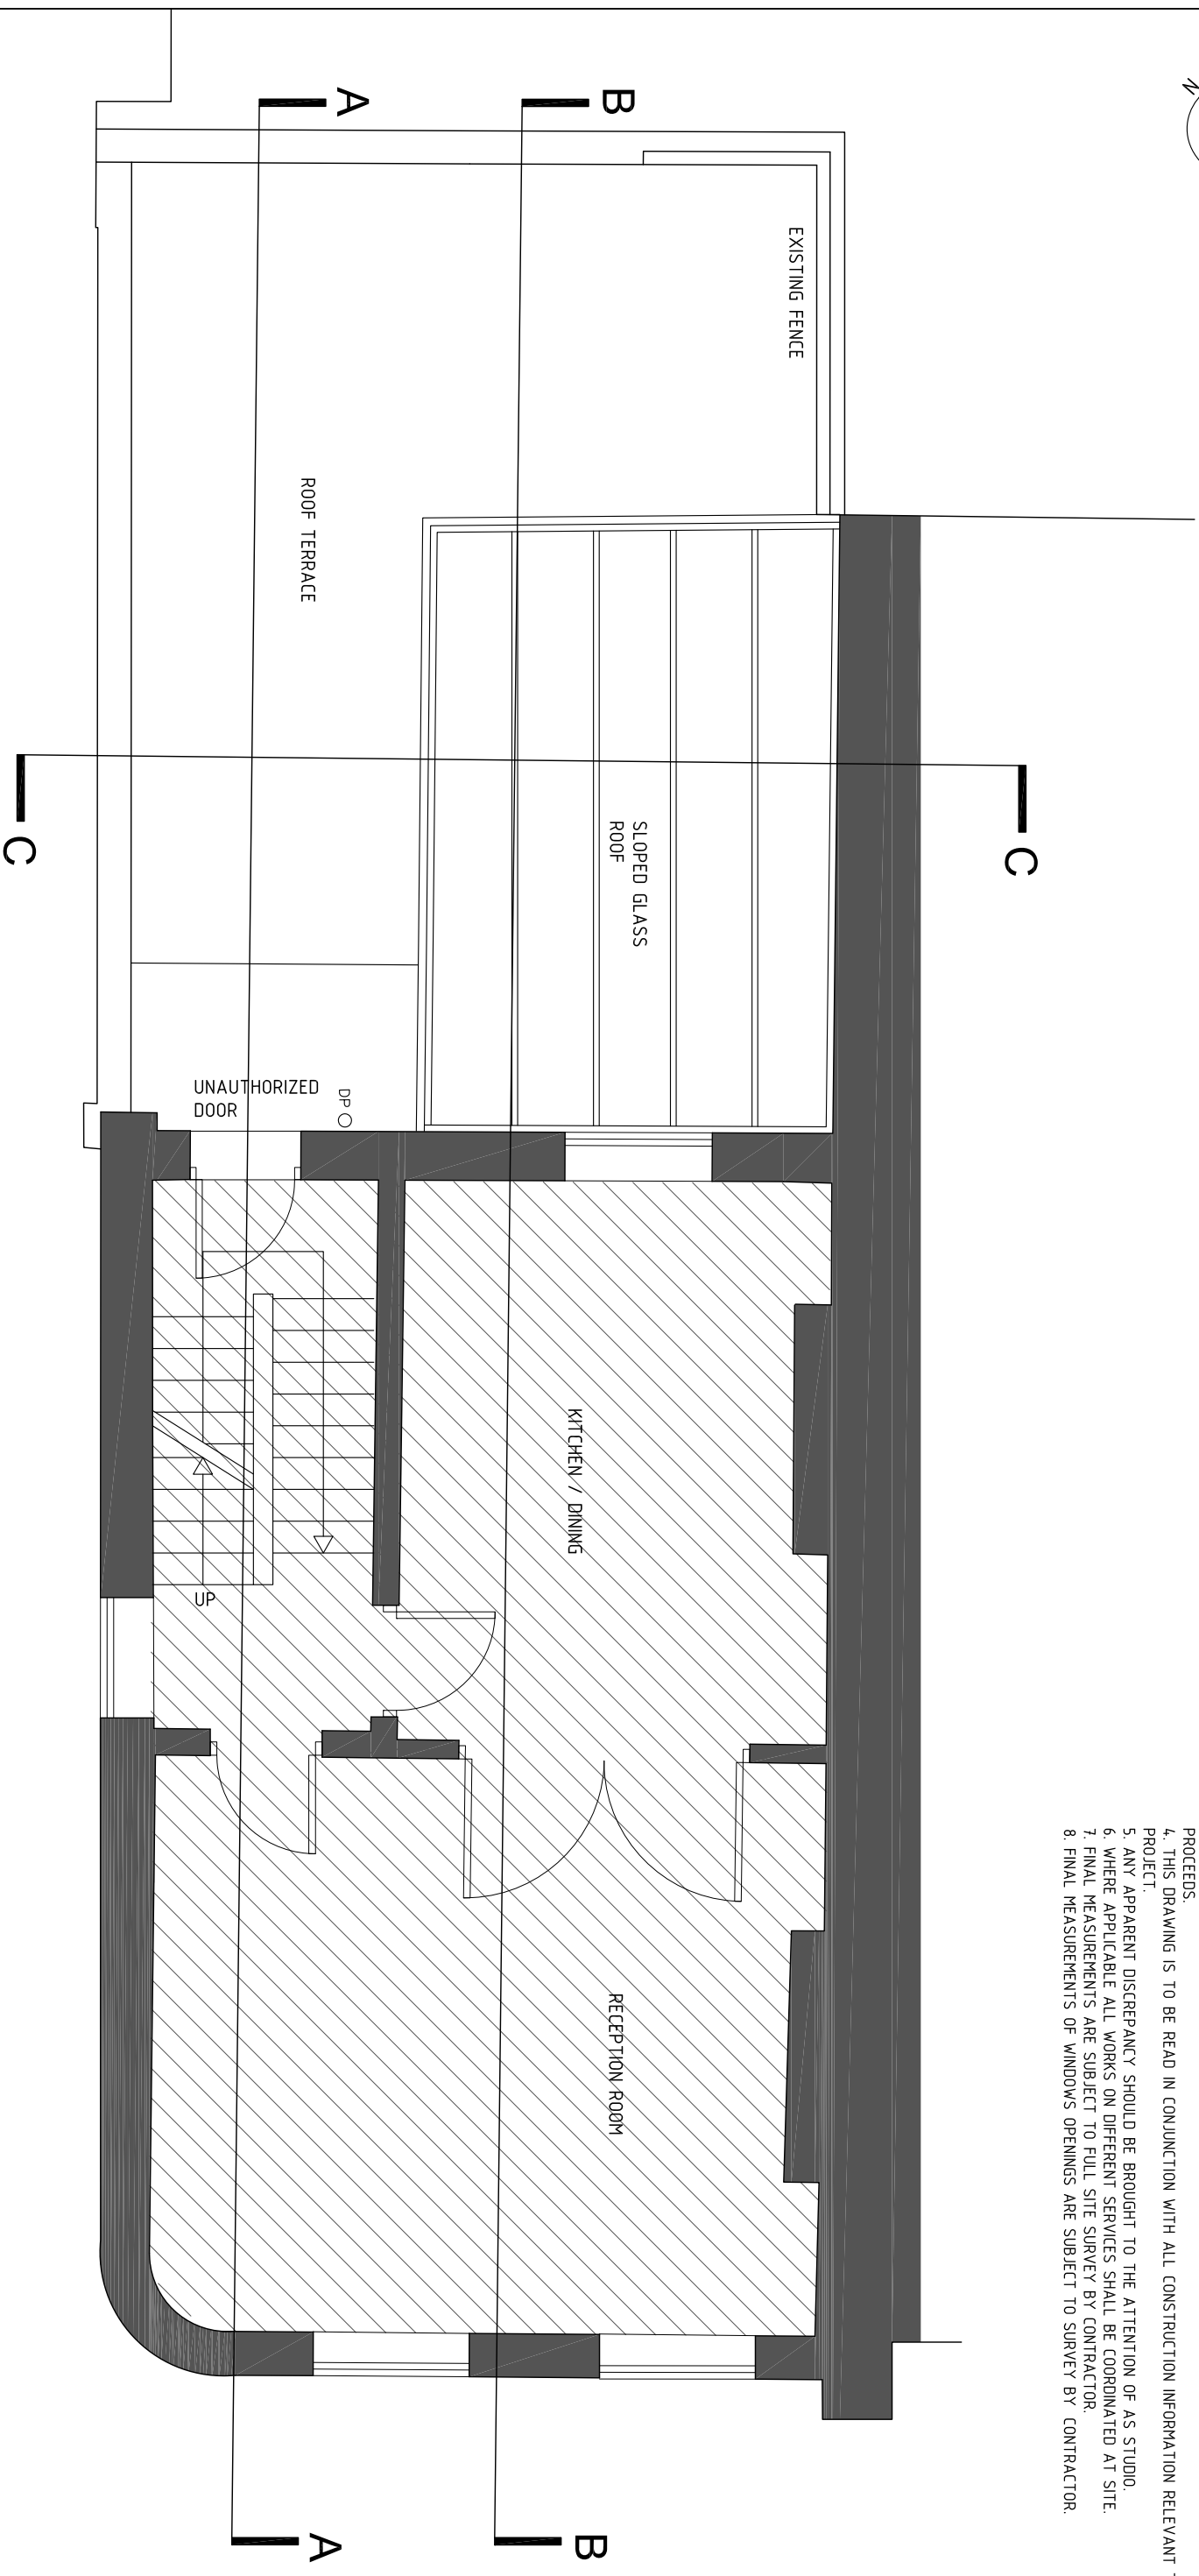 N
PROCEEDS.
4. THIS DRAWING IS TO BE READ IN CONJUNCTION WITH ALL CONSTRUCTION INFORMATION RELEVANT
PROJECT.
5. ANY APPARENT DISCREPANCY SHOULD BE BROUGHT TO THE ATTENTION OF AS STUDIO.
6. WHERE APPLICABLE ALL WORKS ON DIFFERENT SERVICES SHALL BE COORDINATED AT SITE.
7. FINAL MEASUREMENTS ARE SUBJECT TO FULL SITE SURVEY BY CONTRACTOR.
8. FINAL MEASUREMENTS OF WINDOWS OPENINGS ARE SUBJECT TO SURVEY BY CONTRACTOR.
A
B
EXISTING FENCE
ROOF TERRACE
C
C
SLOPED GLASS
ROOF
UNAUTHORIZED
DOOR
DP
KITCHEN / DINING
UP
RECEPTION ROOM
A
B